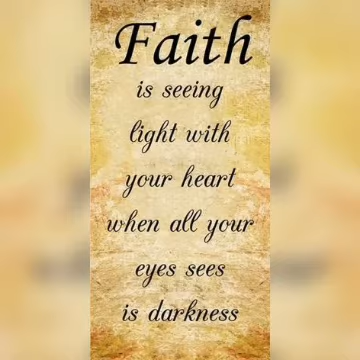 Faith
is seeing
light with
your heart
when all your
eyes sees
is darkness